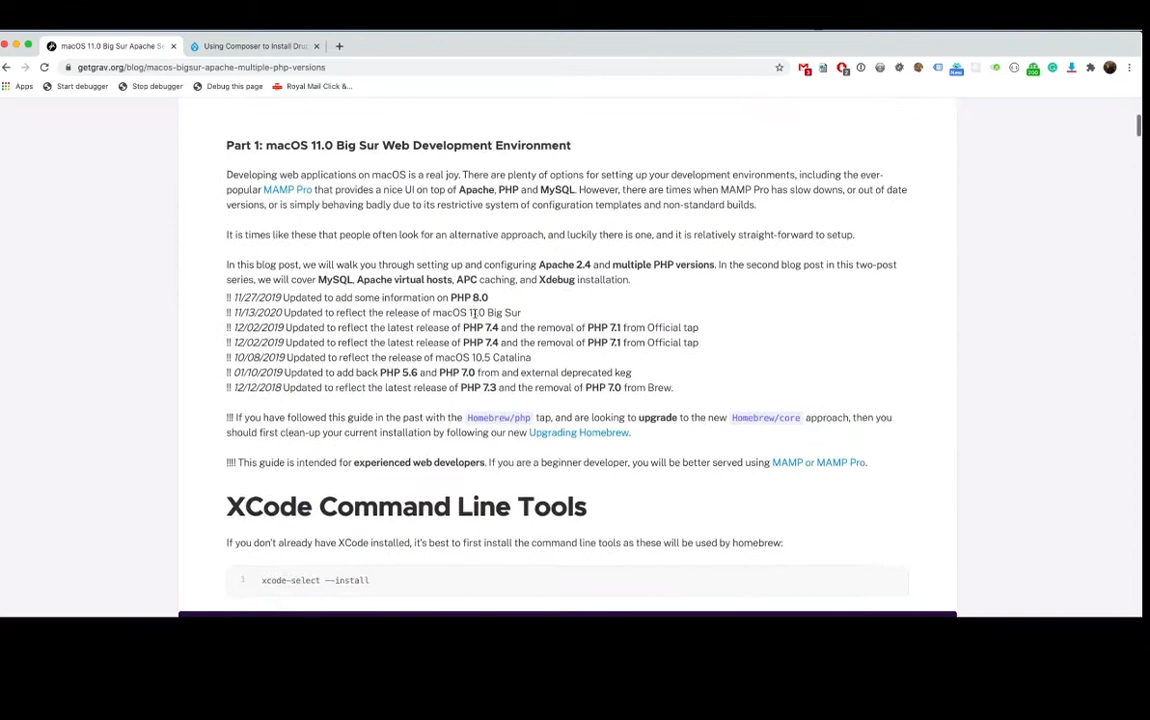 macOS 11.0 Big Sur Apache Se
Using Composer to Install Dru
getgrav.org/blog/macos-bigsur-apache-multiple-php-versions
Apps Start debugger Stop debugger Debug this page Royal Mail Click &...
Part 1: macOS 11.0 Big Sur Web Development Environment
Developing web applications on macOS is a real joy. There are plenty of options for setting up your development environments, including the ever-
popular MAMP Pro that provides a nice UI on top of Apache, PHP and MySQL. However, there are times when MAMP Pro has slow downs, or out of date
versions, or is simply behaving badly due to its restrictive system of configuration templates and non-standard builds.
It is times like these that people often look for an alternative approach, and luckily there is one, and it is relatively straight-forward to setup.
In this blog post, we will walk you through setting up and configuring Apache 2.4 and multiple PHP versions. In the second blog post in this two-post
series, we will cover MySQL, Apache virtual hosts, APC caching, and Xdebug installation.
!! 11/27/2019 Updated to add some information on PHP 8.0
!! 11/13/2020 Updated to reflect the release of macOS 11.0 Big Sur
!! 12/02/2019 Updated to reflect the latest release of PHP 7.4 and the removal of PHP 7.1 from Official tap
!! 12/02/2019 Updated to reflect the latest release of PHP 7.4 and the removal of PHP 7.1 from Official tap
!! 10/08/2019 Updated to reflect the release of macOS 10.5 Catalina
!! 01/10/2019 Updated to add back PHP 5.6 and PHP 7.0 from and external deprecated keg
!! 12/12/2018 Updated to reflect the latest release of PHP 7.3 and the removal of PHP 7.0 from Brew.
!!! If you have followed this guide in the past with the Homebrew/php tap, and are looking to upgrade to the new Homebrew/core approach, then you
should first clean-up your current installation by following our new Upgrading Homebrew.
!!!! This guide is intended for experienced web developers. If you are a beginner developer, you will be better served using MAMP or MAMP Pro.
XCode Command Line Tools
If you don't already have XCode installed, it's best to first install the command line tools as these will be used by homebrew:
1 xcode-select --install